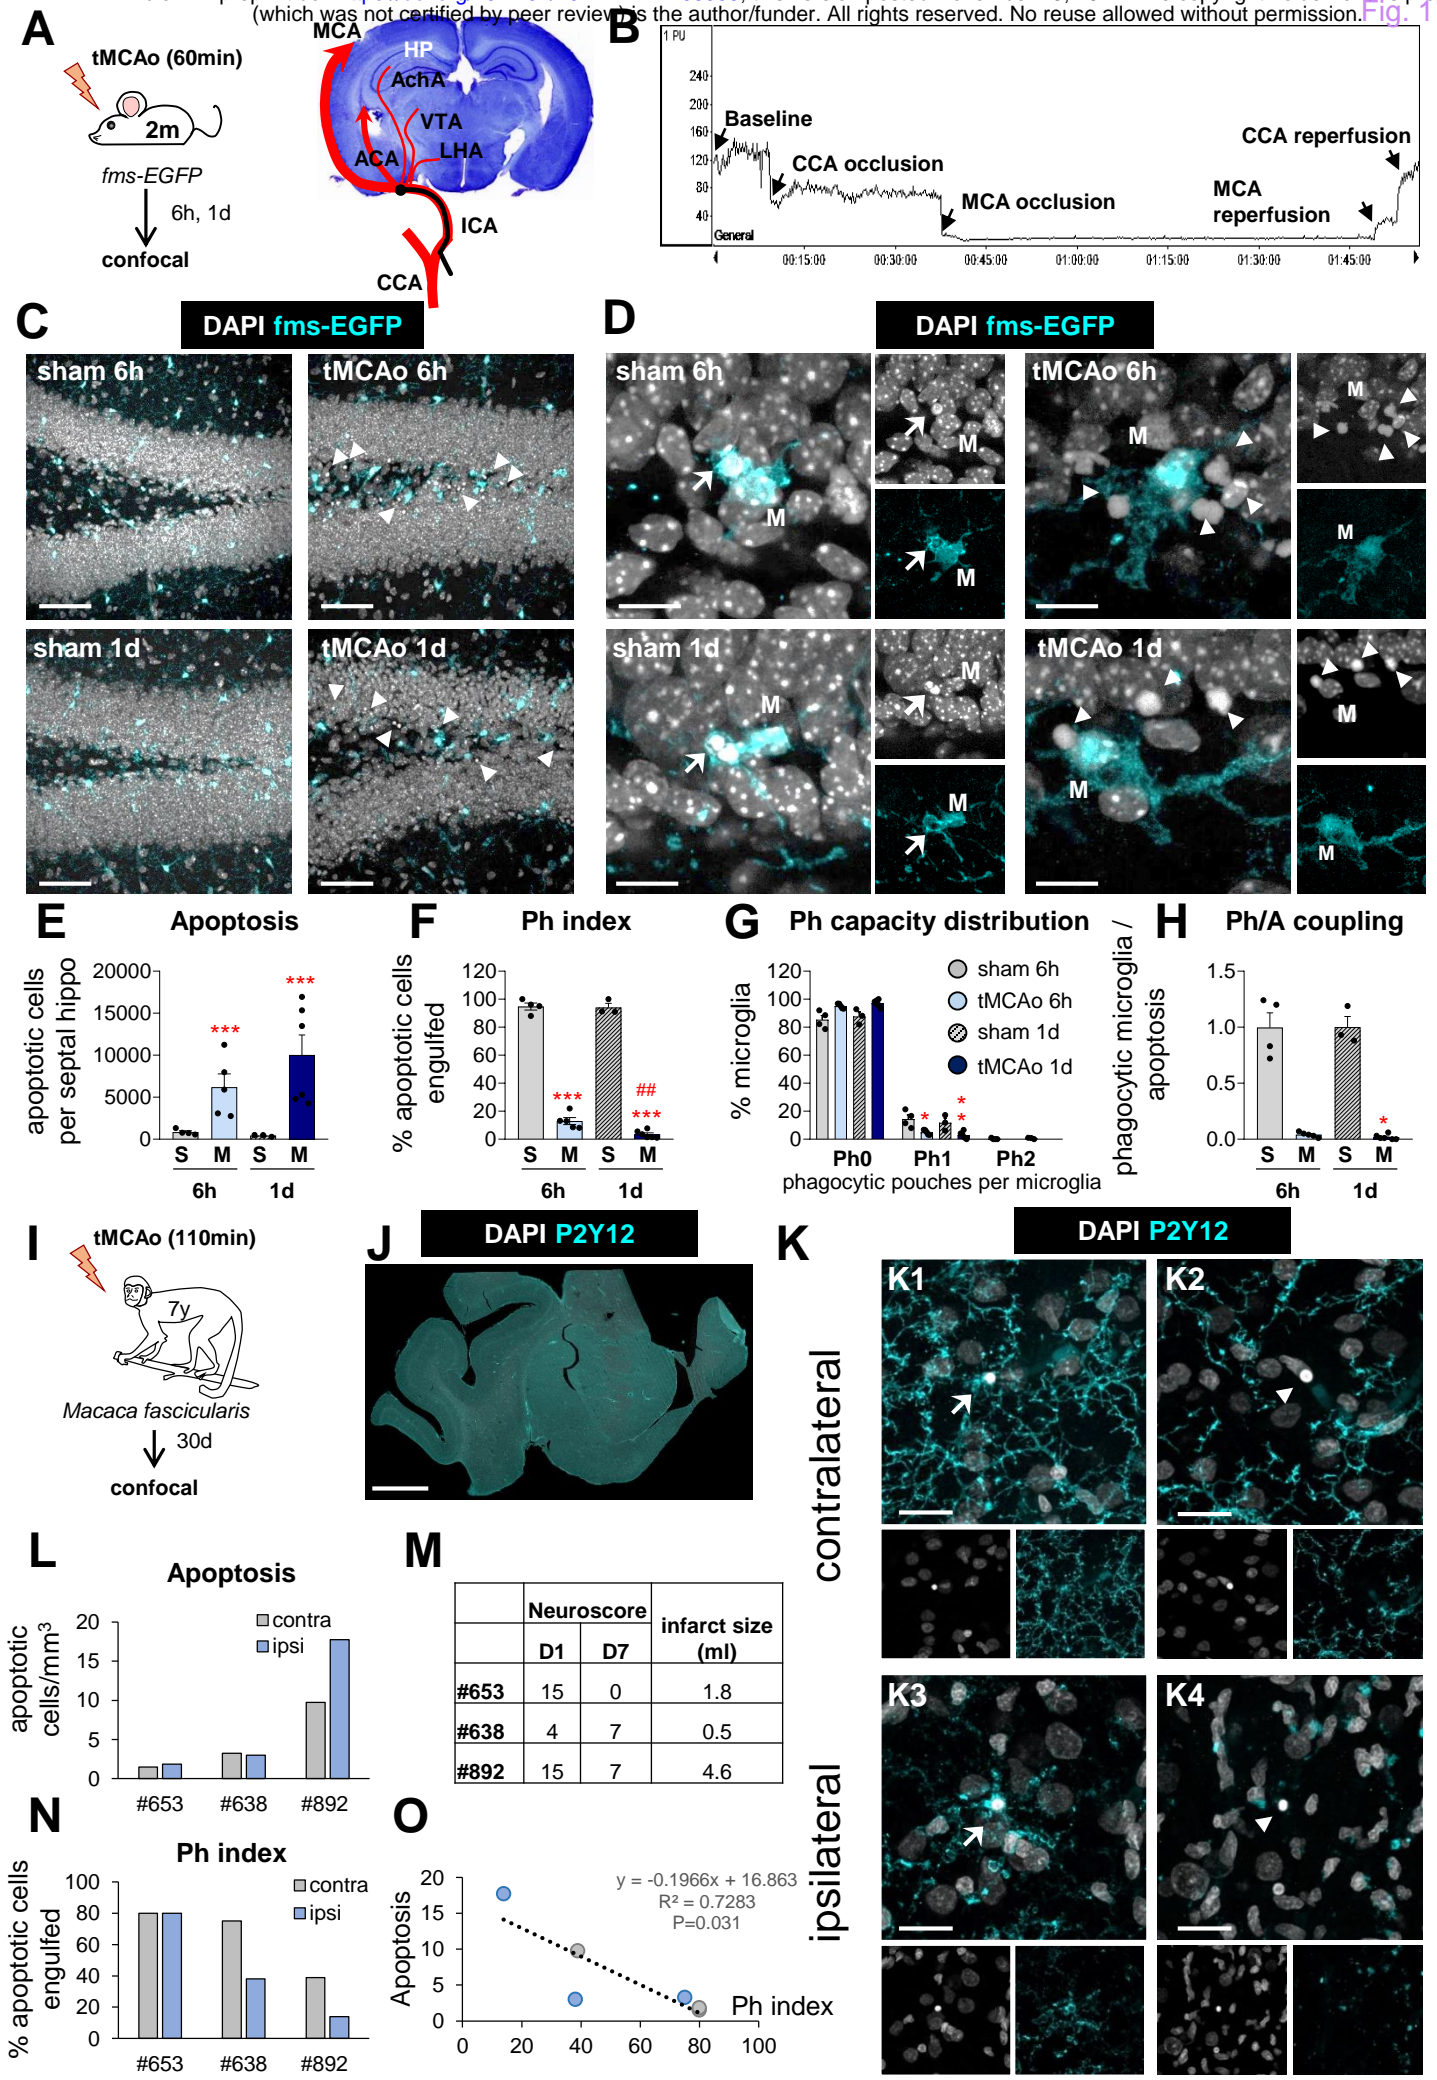 (which was not certified by peer review) is the author/funder. All rights reserved. No reuse allowed without permission.
Fig. 1
A
tMCAo (60min)
2m
fms-EGFP
6h, 1d
confocal
MCA
HP
AchA
VTA
ACA
LHA
ICA
CCA
B
1 PU
240
200
160
120
80
40
Baseline
CCA occlusion
MCA occlusion
MCA
reperfusion
CCA reperfusion
General
00:15:00 00:30:00 00:45:00 01:00:00 01:15:00 01:30:00 01:45:00
C
DAPI fms-EGFP
sham 6h
tMCAo 6h
sham 1d
tMCAo 1d
D
DAPI fms-EGFP
sham 6h
M
M
M
tMCAo 6h
M
M
M
sham 1d
M
M
M
tMCAo 1d
M
M
M
E
Apoptosis
apoptotic cells
per septal hippo
20000
15000
10000
5000
0
***
***
S M S M
6h 1d
F
Ph index
% apoptotic cells
engulfed
120
100
80
60
40
20
0
***
##
***
S M S M
6h 1d
G
Ph capacity distribution
% microglia
120
100
80
60
40
20
0
sham 6h
tMCAo 6h
sham 1d
tMCAo 1d
*
*
*
Ph0 Ph1 Ph2
phagocytic pouches per microglia
H
Ph/A coupling
phagocytic microglia /
apoptosis
1.5
1.0
0.5
0.0
*
S M S M
6h 1d
I
tMCAo (110min)
7y
Macaca fascicularis
30d
confocal
J
DAPI P2Y12
K
DAPI P2Y12
contralateral
K1
K2
ipsilateral
K3
K4
L
Apoptosis
apoptotic
cells/mm³
20
15
10
5
0
contra
ipsi
#653 #638 #892
M
Neuroscore infarct size
(ml)
D1 D7
#653 15 0 1.8
#638 4 7 0.5
#892 15 7 4.6
N
Ph index
% apoptotic cells
engulfed
100
80
60
40
20
0
contra
ipsi
#653 #638 #892
O
Apoptosis
20
15
10
5
0
y = -0.1966x + 16.863
R² = 0.7283
P=0.031
Ph index
0 20 40 60 80 100